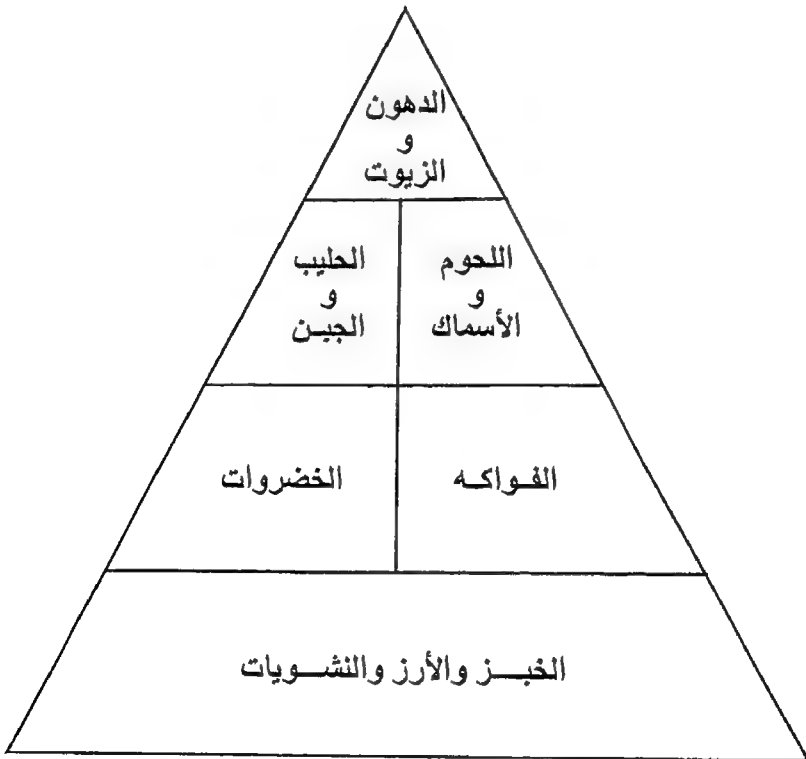 الدهون
و
الزيوت
اللحوم
و
الأسماك
الحليب
و
الجبن
الفواكه
الخضروات
الخبز والأرز والنشويات